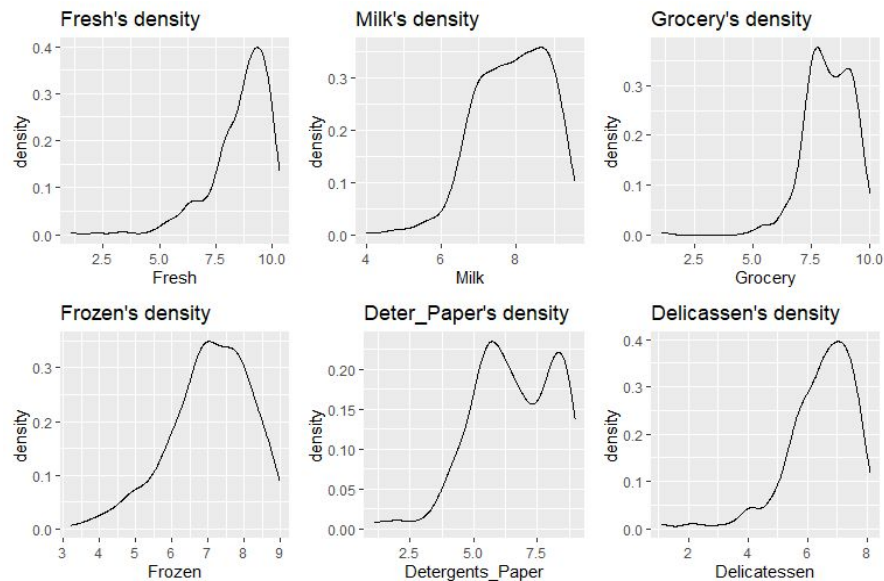 Fresh's density
density
0.4
0.3
0.2
0.1
0.0
2.5 5.0 7.5 10.0
Fresh
Milk's density
density
0.3
0.2
0.1
0.0
4 6 8
Milk
Grocery's density
density
0.3
0.2
0.1
0.0
2.5 5.0 7.5 10.0
Grocery
Frozen's density
density
0.3
0.2
0.1
0.0
3 4 5 6 7 8 9
Frozen
Deter_Paper's density
density
0.20
0.15
0.10
0.05
0.00
2.5 5.0 7.5
Detergents_Paper
Delicassen's density
density
0.4
0.3
0.2
0.1
0.0
2 4 6 8
Delicatessen